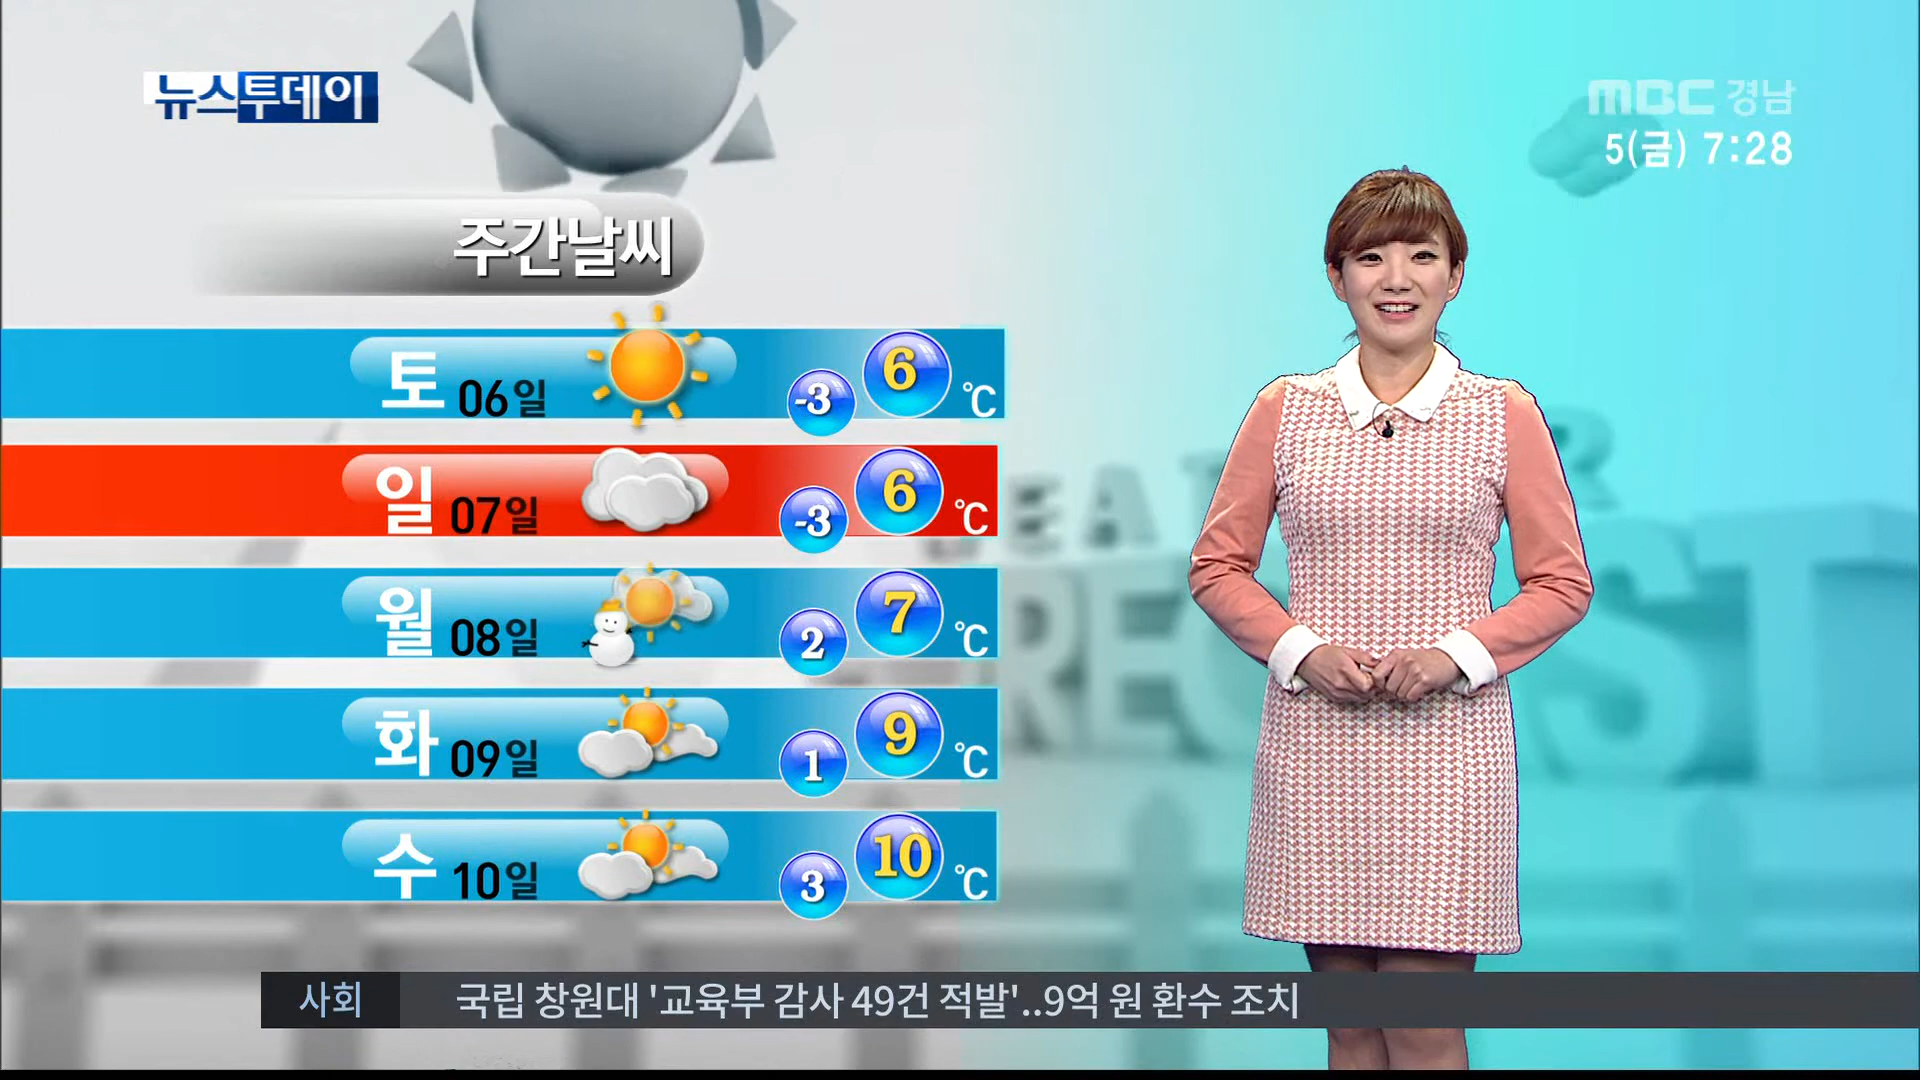 뉴스투데이
MBC 경남
5(금) 7:28
주간날씨
토 06일 -3 6 ℃
일 07일 -3 6 ℃
월 08일 2 7 ℃
화 09일 1 9 ℃
수 10일 3 10 ℃
사회 국립 창원대 '교육부 감사 49건 적발'..9억 원 환수 조치